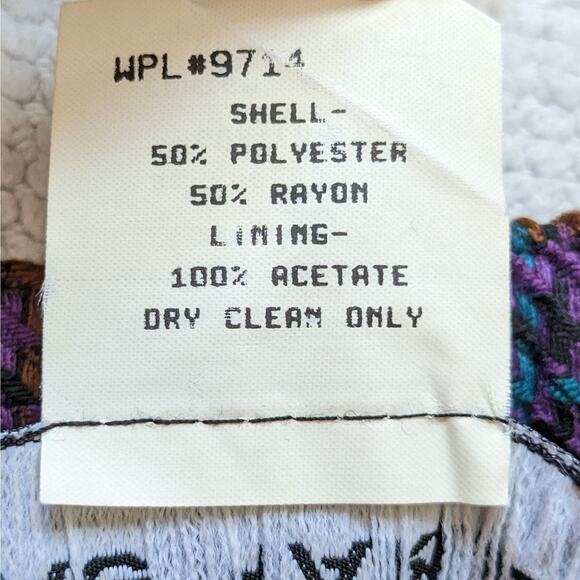 WPL#9714
SHELL-
50% POLYESTER
50% RAYON
LINING-
100% ACETATE
DRY CLEAN ONLY